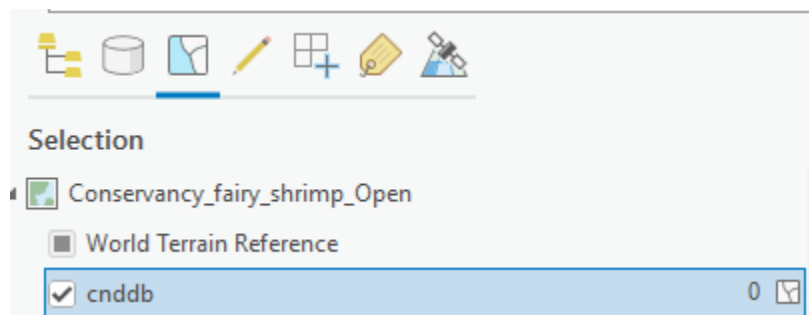 Selection
Conservancy_fairy_shrimp_Open
World Terrain Reference
cnddb 0